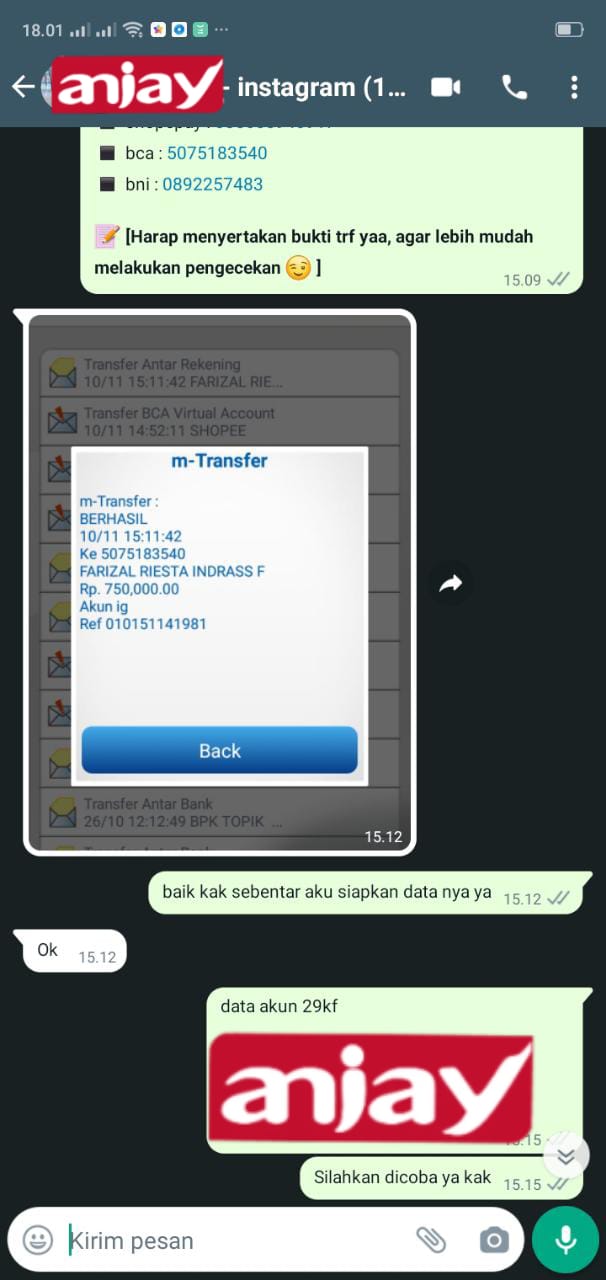 18.01
anjay - instagram (1...
bca : 5075183540
bni : 0892257483
[Harap menyertakan bukti trf yaa, agar lebih mudah
melakukan pengecekan 😏 ]
15.09
Transfer Antar Rekening
10/11 15:11:42 FARIZAL RIE...
Transfer BCA Virtual Account
10/11 14:52:11 SHOPEE
m-Transfer
m-Transfer :
BERHASIL
10/11 15:11:42
Ke 5075183540
FARIZAL RIESTA INDRASS F
Rp. 750,000.00
Akun ig
Ref 010151141981
Back
Transfer Antar Bank
26/10 12:12:49 BPK TOPIK ...
15.12
baik kak sebentar aku siapkan data nya ya 15.12
Ok 15.12
data akun 29kf
anjay
15.15
Silahkan dicoba ya kak 15.15
Kirim pesan